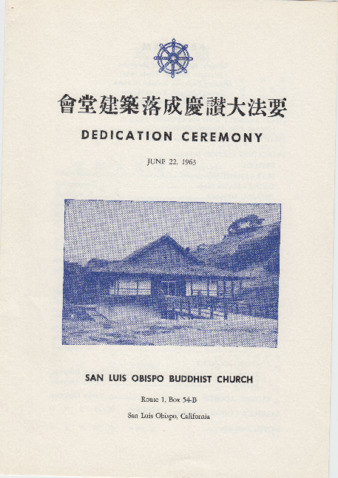 會堂建築落成慶讃大法要
DEDICATION CEREMONY
JUNE 22, 1963
SAN LUIS OBISPO BUDDHIST CHURCH
Route 1, Box 54-B
San Luis Obispo, California